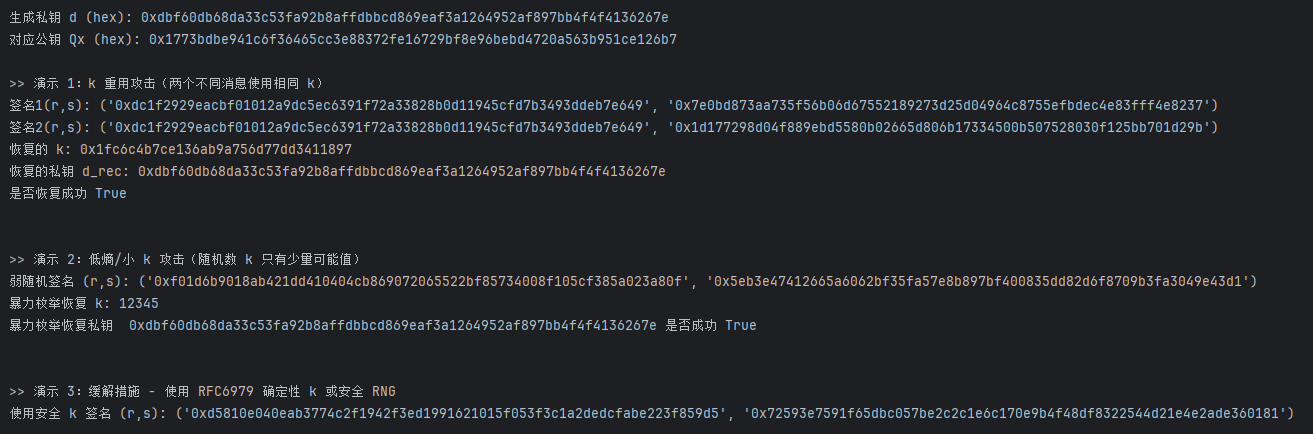 生成私钥 d (hex): 0xdbf60db68da33c53fa92b8affdbbcd869eaf3a1264952af897bb4f4f4136267e
对应公钥 Qx (hex): 0x1773bdbe941c6f36465cc3e88372fe16729bf8e96bebd4720a563b951ce126b7
>> 演示 1：k 重用攻击（两个不同消息使用相同 k）
签名1(r,s): ('0xdc1f2929eacbf01012a9dc5ec6391f72a33828b0d11945cfd7b3493ddeb7e649', '0x7e0bd873aa735f56b06d67552189273d25d04964c8755efbdec4e83fff4e8237')
签名2(r,s): ('0xdc1f2929eacbf01012a9dc5ec6391f72a33828b0d11945cfd7b3493ddeb7e649', '0x1d177298d04f889ebd5580b02665d806b17334500b507528030f125bb701d29b')
恢复的 k: 0x1fc6c4b7ce136ab9a756d77dd3411897
恢复的私钥 d_rec: 0xdbf60db68da33c53fa92b8affdbbcd869eaf3a1264952af897bb4f4f4136267e
是否恢复成功 True
>> 演示 2：低熵/小 k 攻击（随机数 k 只有少量可能值）
弱随机签名 (r,s): ('0xf01d6b9018ab421dd410404cb869072065522bf85734008f105cf385a023a80f', '0x5eb3e47412665a6062bf35fa57e8b897bf400835dd82d6f8709b3fa3049e43d1')
暴力枚举恢复 k: 12345
暴力枚举恢复私钥  0xdbf60db68da33c53fa92b8affdbbcd869eaf3a1264952af897bb4f4f4136267e 是否成功 True
>> 演示 3：缓解措施 - 使用 RFC6979 确定性 k 或安全 RNG
使用安全 k 签名 (r,s): ('0xd5810e040eab3774c2f1942f3ed1991621015f053f3c1a2dedcfabe223f859d5', '0x72593e7591f65dbc057be2c2c1e6c170e9b4f48df8322544d21e4e2ade360181')